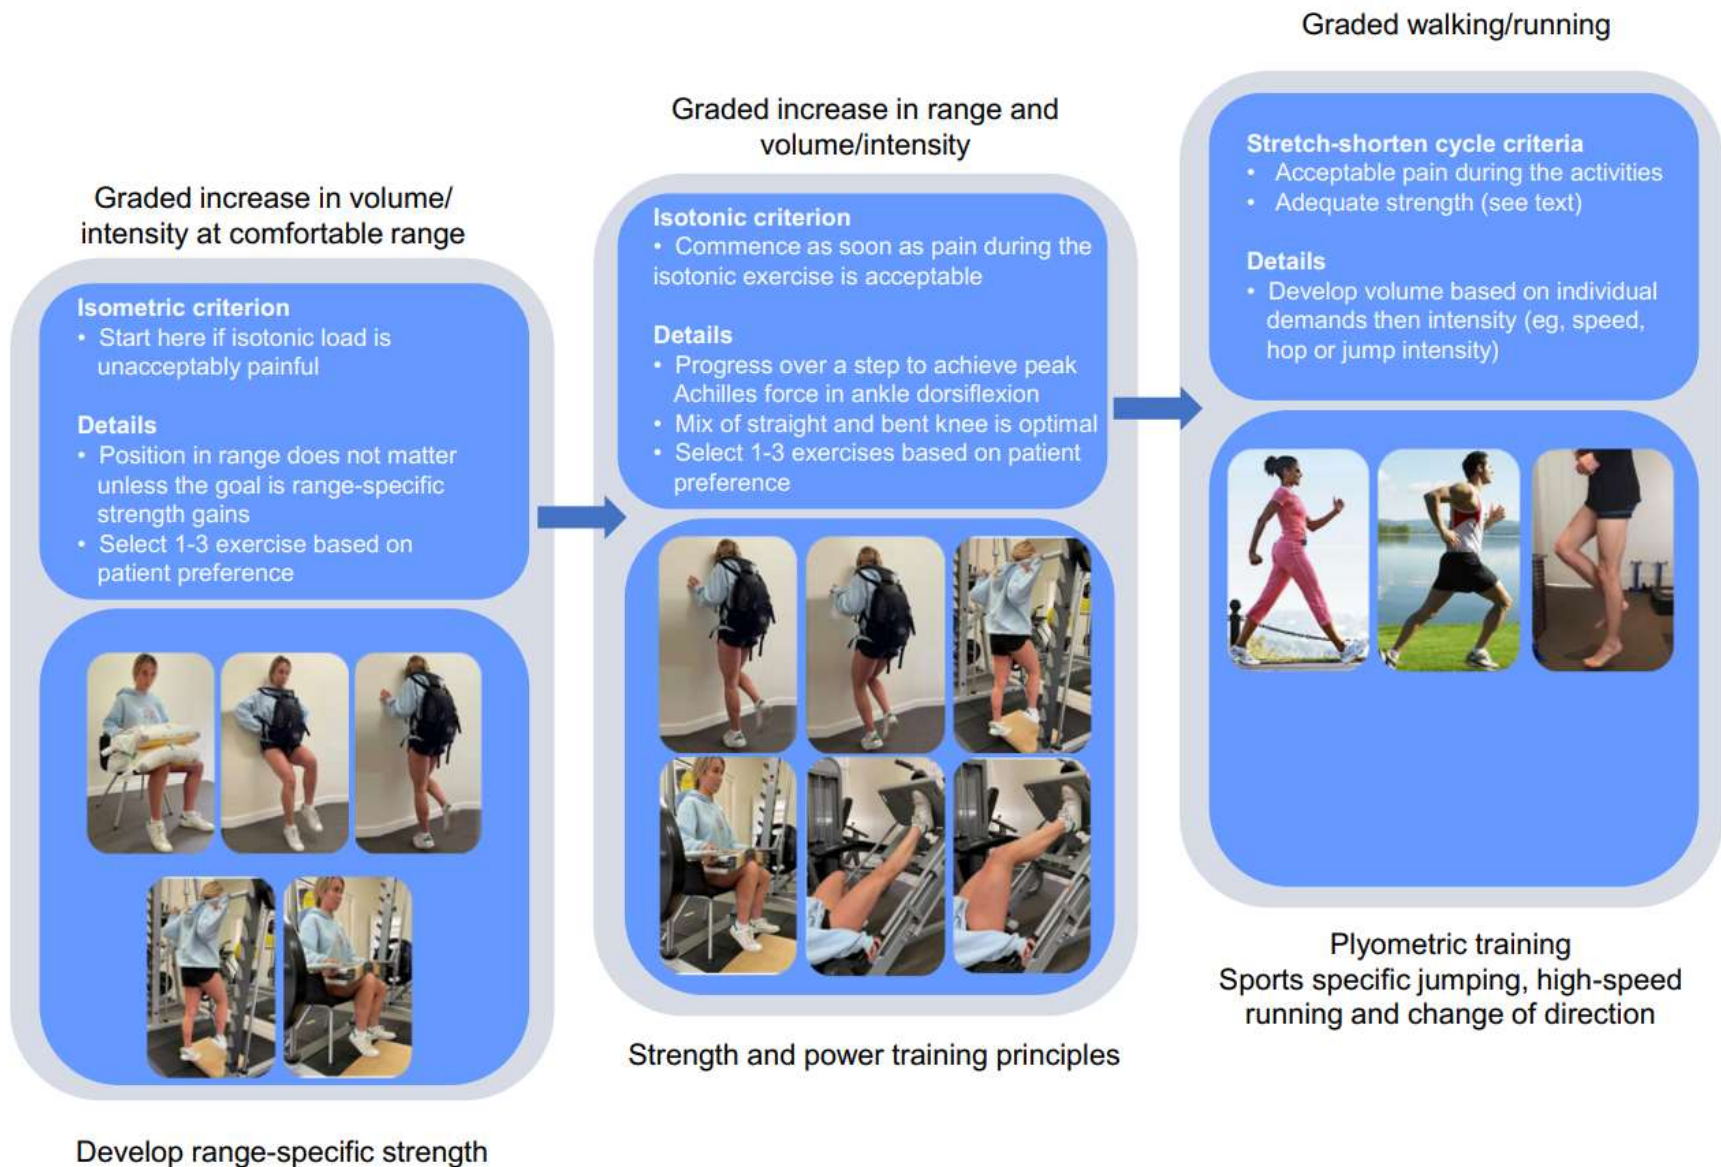 Graded increase in volume/
intensity at comfortable range
Isometric criterion
• Start here if isotonic load is
unacceptably painful
Details
• Position in range does not matter
unless the goal is range-specific
strength gains
• Select 1-3 exercise based on
patient preference
Develop range-specific strength
Graded increase in range and
volume/intensity
Isotonic criterion
• Commence as soon as pain during the
isotonic exercise is acceptable
Details
• Progress over a step to achieve peak
Achilles force in ankle dorsiflexion
• Mix of straight and bent knee is optimal
• Select 1-3 exercises based on patient
preference
Strength and power training principles
Graded walking/running
Stretch-shorten cycle criteria
• Acceptable pain during the activities
• Adequate strength (see text)
Details
• Develop volume based on individual
demands then intensity (eg, speed,
hop or jump intensity)
Plyometric training
Sports specific jumping, high-speed
running and change of direction